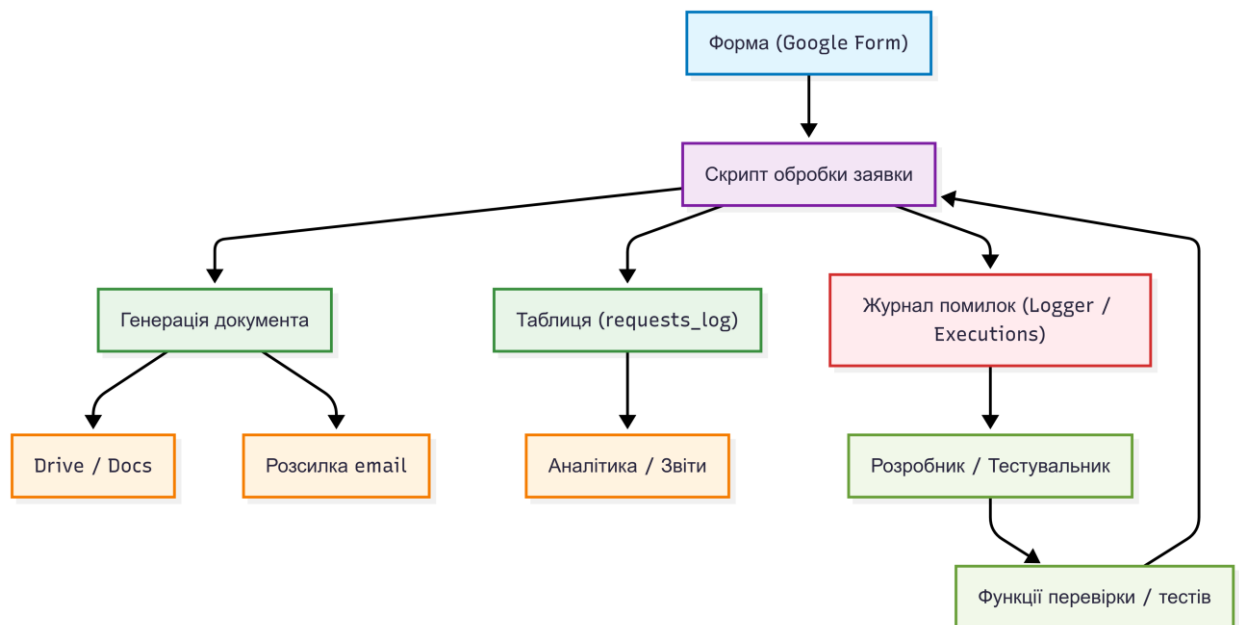 Форма (Google Form)
Скрипт обробки заявки
Генерація документа
Таблиця (requests_log)
Журнал помилок (Logger /
Executions)
Drive / Docs
Розсилка email
Аналітика / Звіти
Розробник / Тестувальник
Функції перевірки / тестів